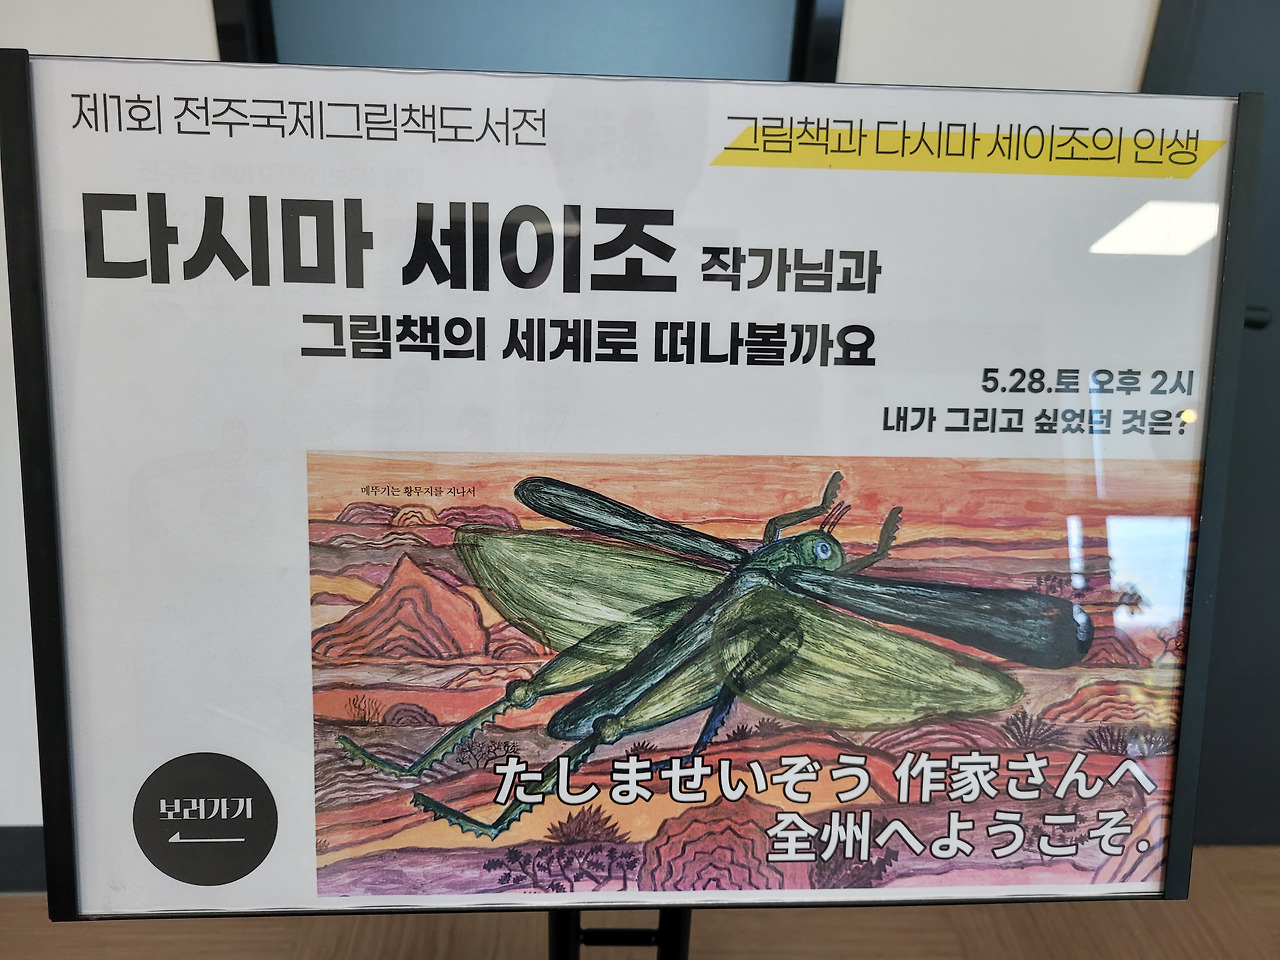 제1회 전주국제그림책도서전
그림책과 다시마 세이조의 인생
다시마 세이조 작가님과
그림책의 세계로 떠나볼까요
5.28.토 오후 2시
내가 그리고 싶었던 것은?
메뚜기는 황무지를 지나서
たしませいぞう 作家さんへ
全州へようこそ.
보러가기